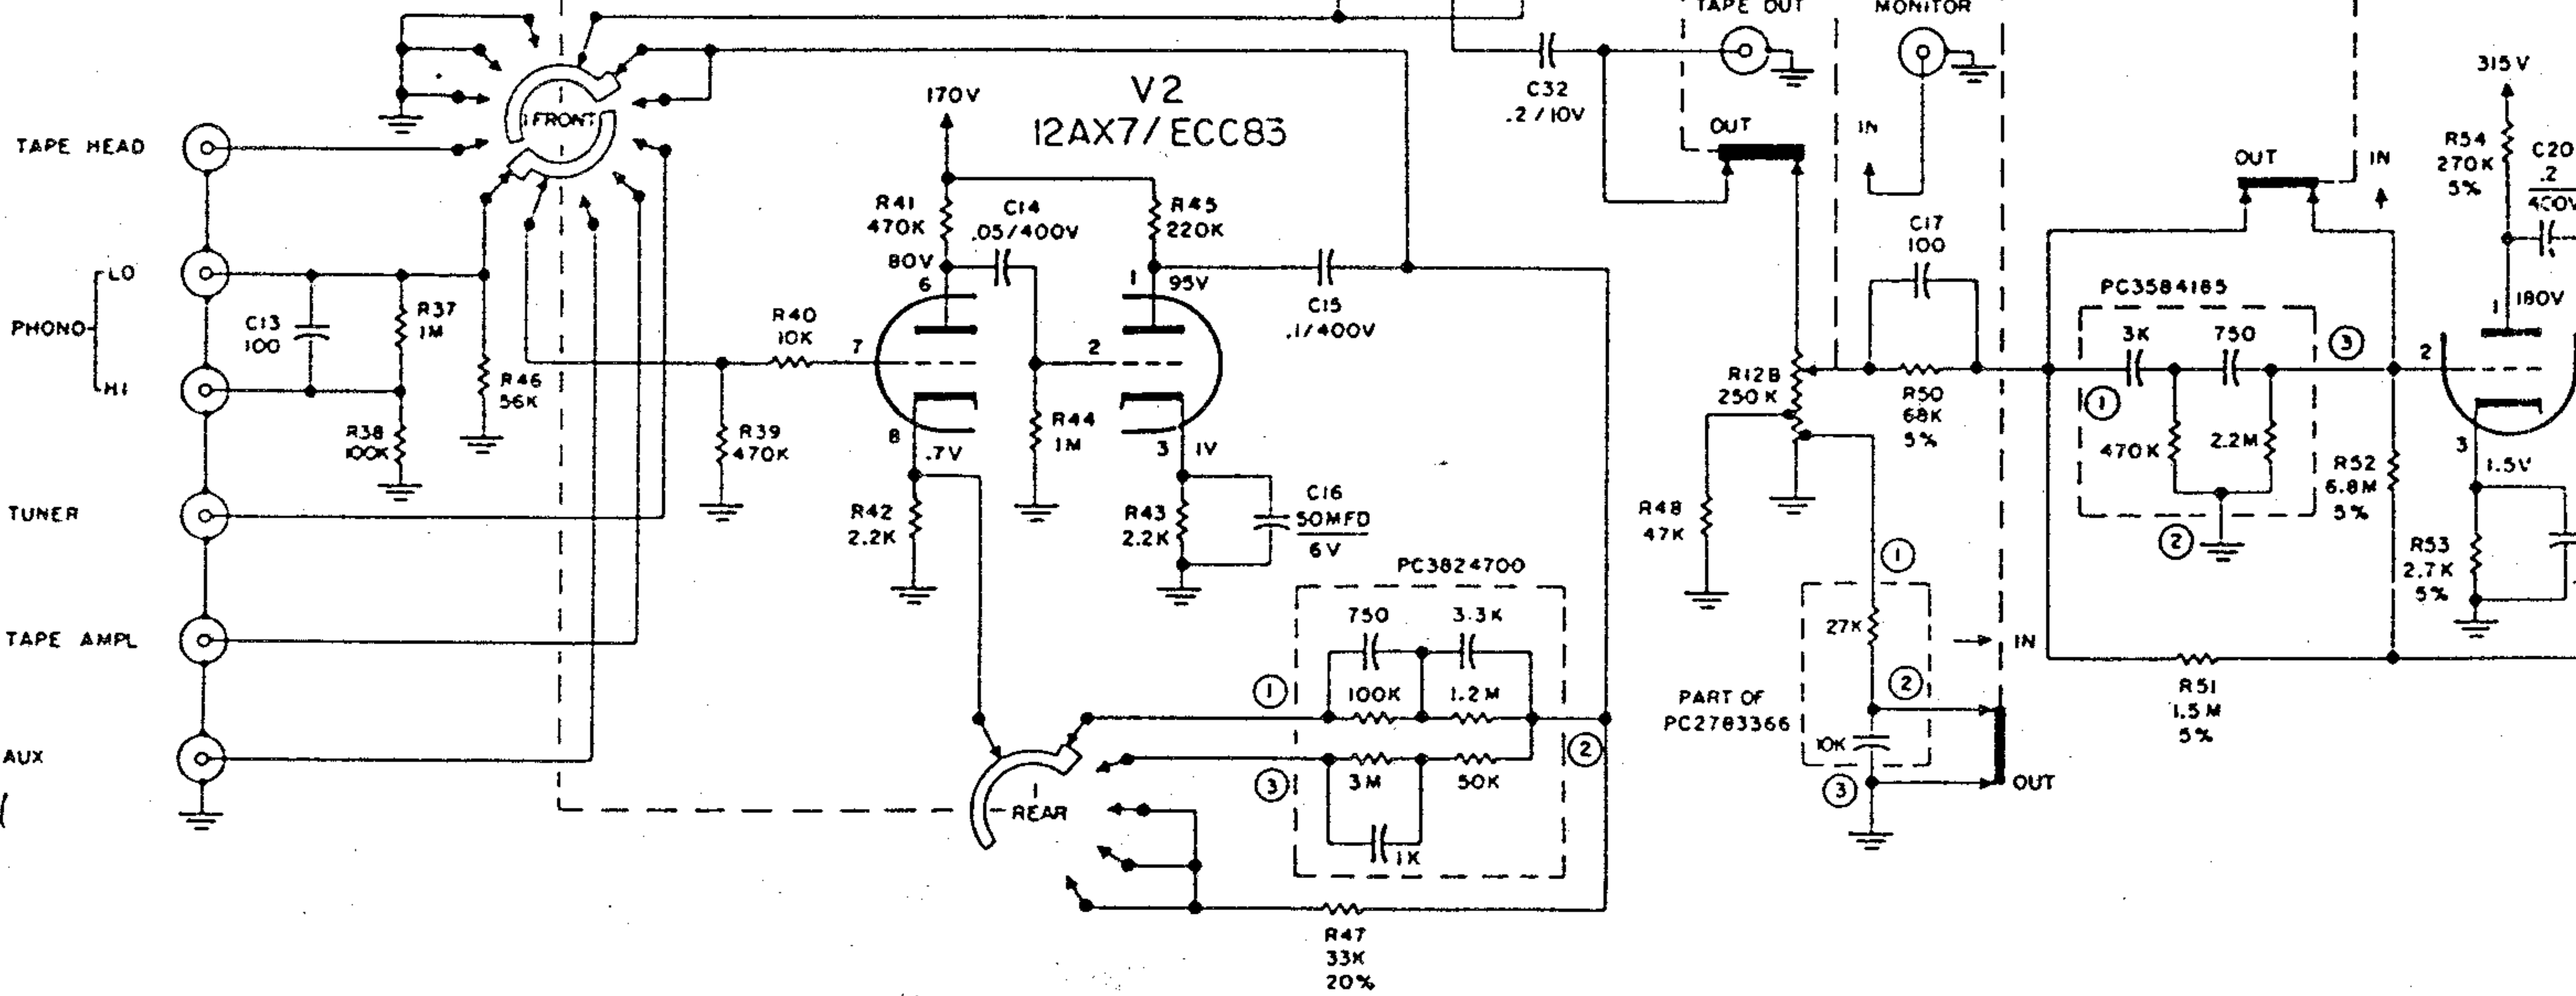 TAPE OUT
MONITOR
TAPE HEAD
PHONO
LO
HI
TUNER
TAPE AMPL
AUX
FRONT
C13
100
R37
1M
R38
100K
R46
56K
170V
V2
12AX7/ECC83
R41
470K
C14
.05/400V
R45
220K
80V
6
1
95V
R40
10K
7
2
C15
.1/400V
R39
470K
8
.7V
R44
1M
3
1V
R42
2.2K
R43
2.2K
C16
50MFD
6V
PC3824700
750
3.3K
1
100K
1.2M
2
3
3M
50K
1K
REAR
R47
33K
20%
C32
.2/10V
OUT
IN
C17
100
R12B
250K
R50
68K
5%
R48
47K
1
27K
2
10K
3
PART OF
PC2783366
IN
OUT
OUT
IN
PC3584185
3K
750
3
1
470K
2.2M
2
R52
6.8M
5%
R51
1.5M
5%
315V
R54
270K
5%
C20
.2
400V
1
180V
2
3
1.5V
R53
2.7K
5%